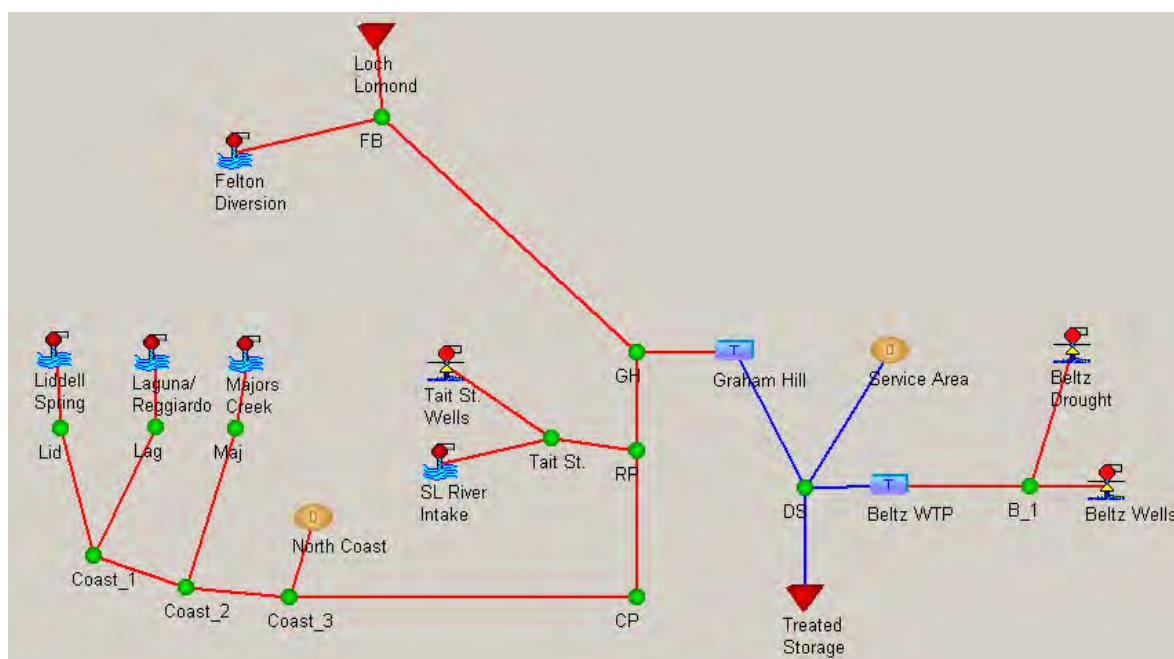 Loch
Lomond
FB
Felton
Diversion
Liddell
Spring
Laguna/
Reggiardo
Majors
Creek
Tait St.
Wells
GH
T
Graham Hill
D
Service Area
Beltz
Drought
Lid
Lag
Maj
SL River
Intake
Tait St.
RP
DS
T
Beltz WTP
B_1
Beltz Wells
D
North Coast
Coast_1
Coast_2
Coast_3
CP
Treated
Storage